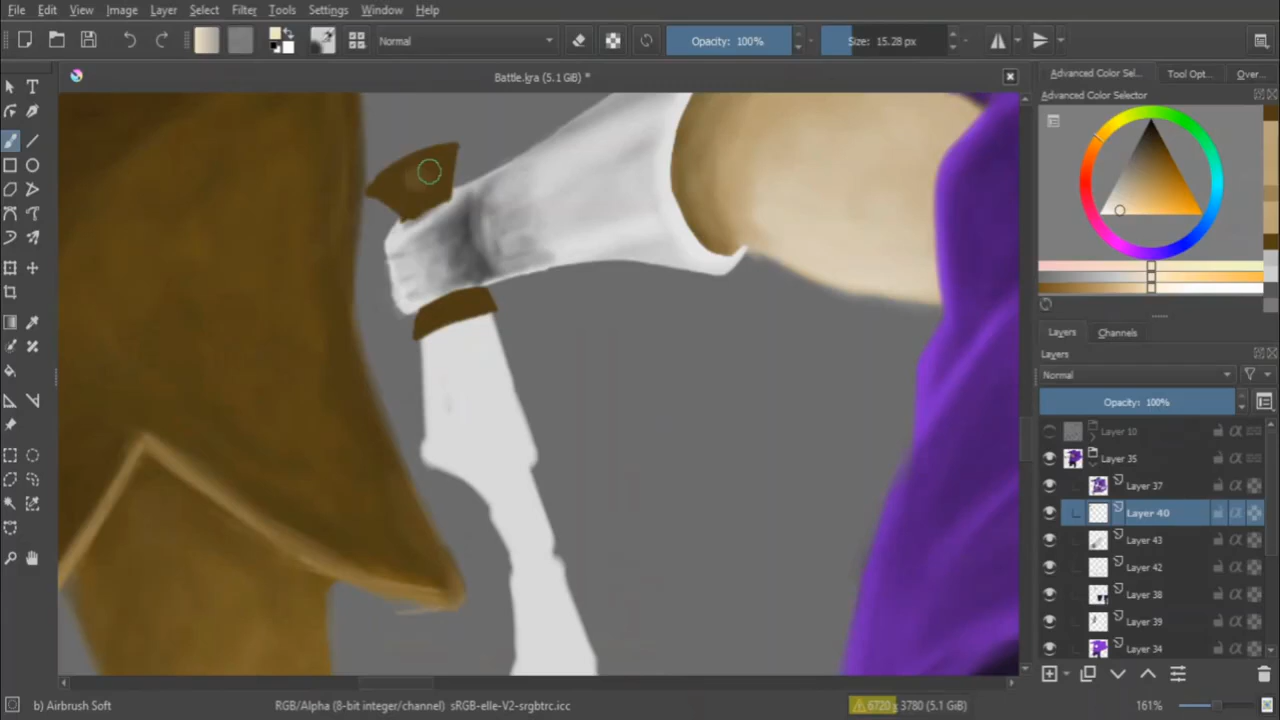 File Edit View Image Layer Select Filter Tools Settings Window Help
Normal Opacity: 100% Size: 15.28 px
Battle.kra (5.1 GB) *
Advanced Color Sel... Tool Opt... Over...
Advanced Color Selector
Layers Channels
Layers
Normal
Opacity: 100%
Layer 10
Layer 35
Layer 37
Layer 40
Layer 43
Layer 42
Layer 38
Layer 39
Layer 34
b) Airbrush Soft RGB/Alpha (8-bit integer/channel) sRGB-elle-V2-srgbtrc.icc 6720 x 3780 (5.1 GB) 161%